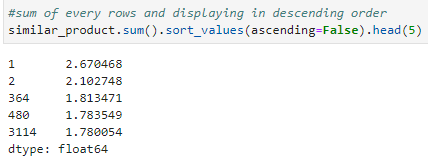 #sum of every rows and displaying in descending order
similar_product.sum().sort_values(ascending=False).head(5)
1 2.670468
2 2.102748
364 1.813471
480 1.783549
3114 1.780054
dtype: float64